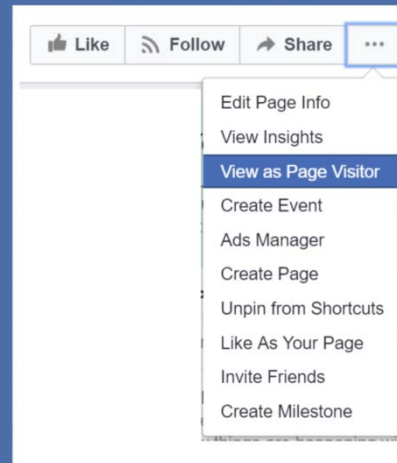 Like Follow Share ...
Edit Page Info
View Insights
View as Page Visitor
Create Event
Ads Manager
Create Page
Unpin from Shortcuts
Like As Your Page
Invite Friends
Create Milestone